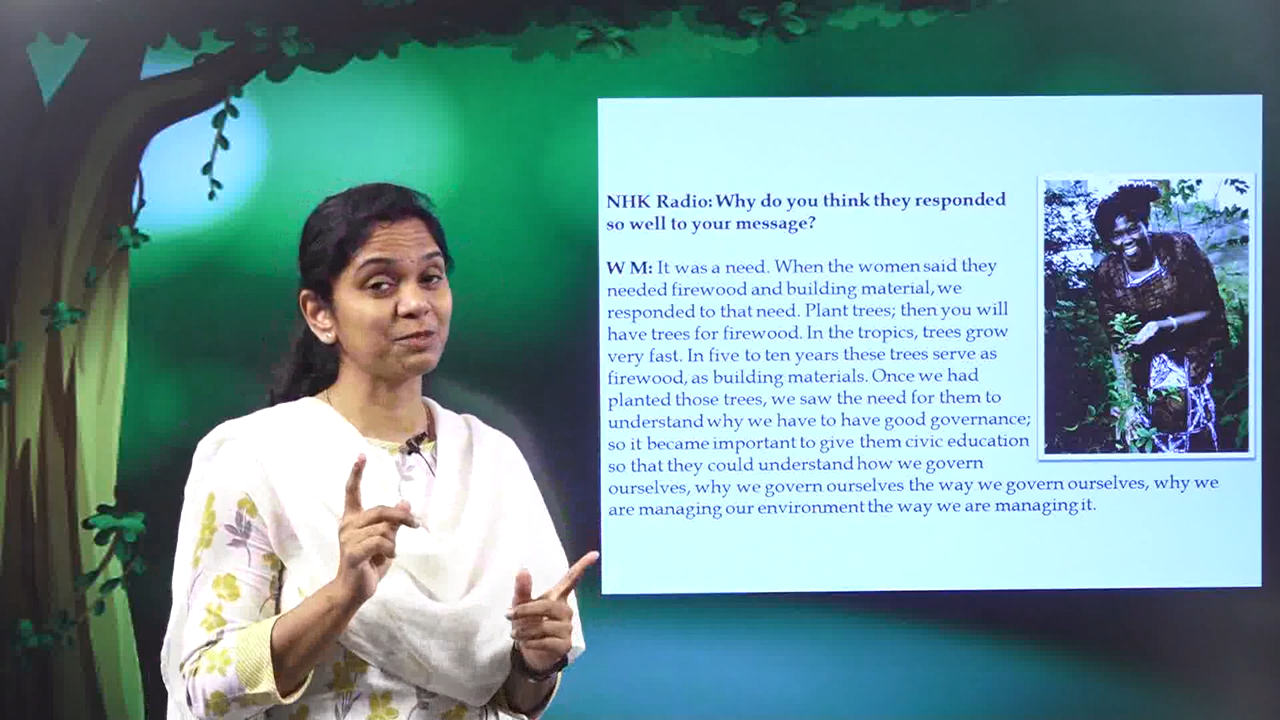 NHK Radio: Why do you think they responded
so well to your message?
W M: It was a need. When the women said they
needed firewood and building material, we
responded to that need. Plant trees; then you will
have trees for firewood. In the tropics, trees grow
very fast. In five to ten years these trees serve as
firewood, as building materials. Once we had
planted those trees, we saw the need for them to
understand why we have to have good governance;
so it became important to give them civic education
so that they could understand how we govern
ourselves, why we govern ourselves the way we govern ourselves, why we
are managing our environment the way we are managing it.